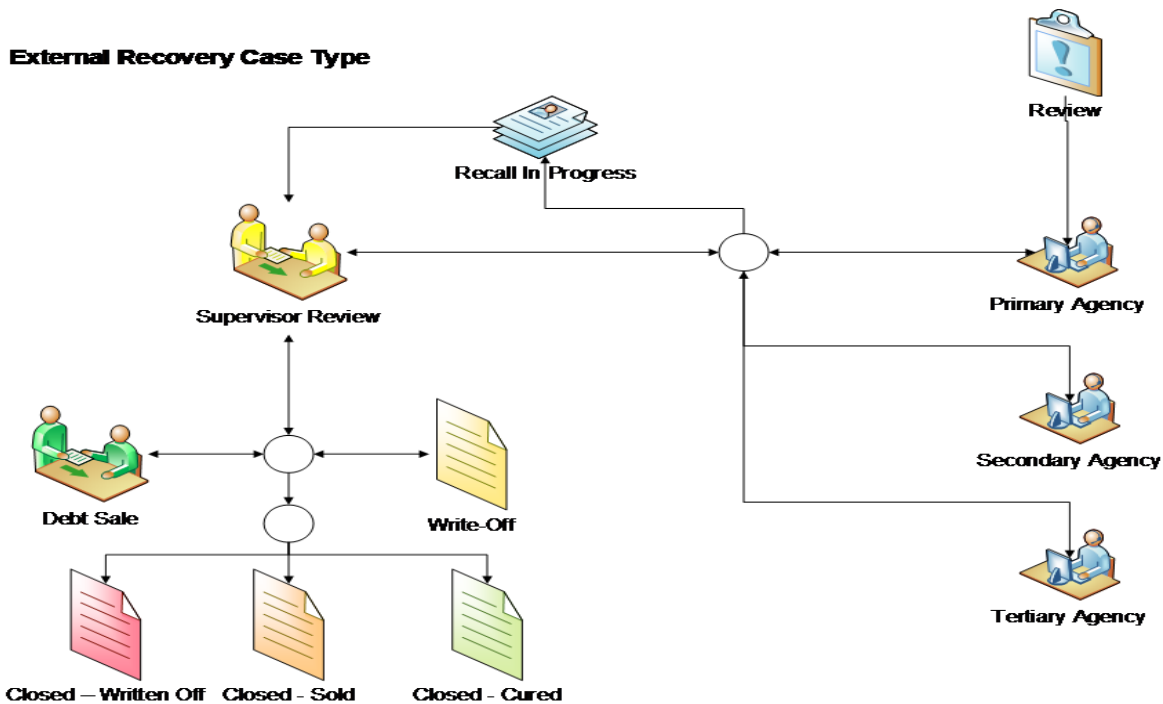 External Recovery Case Type
Review
Recall In Progress
Primary Agency
Supervisor Review
Secondary Agency
Debt Sale
Write-Off
Tertiary Agency
Closed – Written Off
Closed - Sold
Closed - Cured